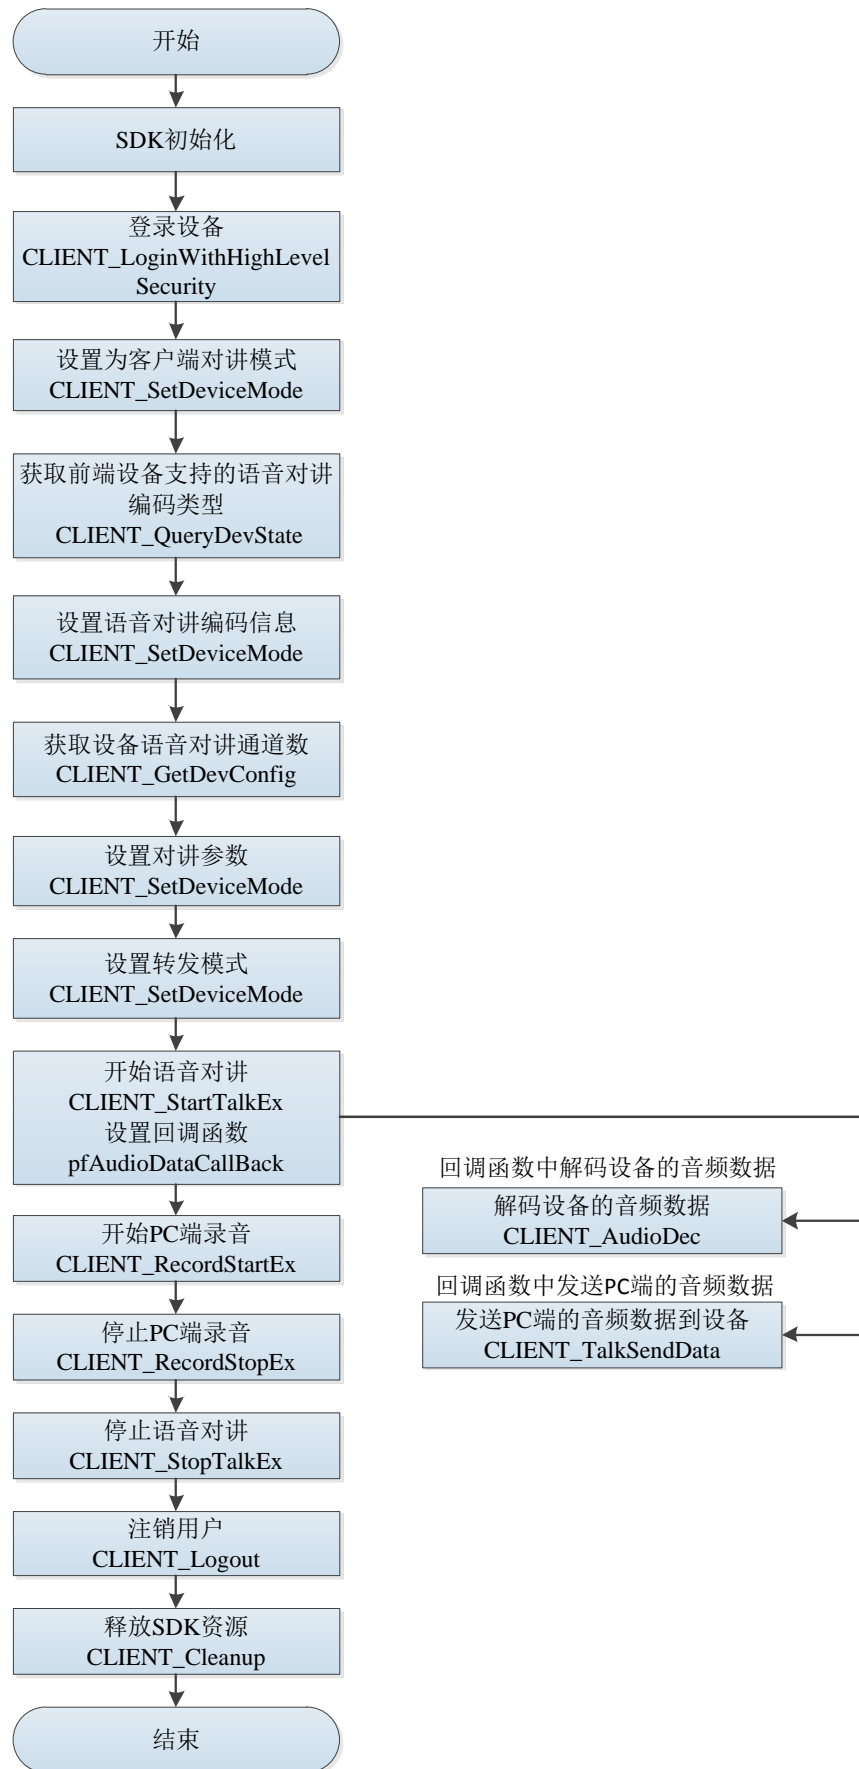 开始
SDK初始化
登录设备
CLIENT_LoginWithHighLevel
Security
设置为客户端对讲模式
CLIENT_SetDeviceMode
获取前端设备支持的语音对讲
编码类型
CLIENT_QueryDevState
设置语音对讲编码信息
CLIENT_SetDeviceMode
获取设备语音对讲通道数
CLIENT_GetDevConfig
设置对讲参数
CLIENT_SetDeviceMode
设置转发模式
CLIENT_SetDeviceMode
开始语音对讲
CLIENT_StartTalkEx
设置回调函数
pfAudioDataCallBack
回调函数中解码设备的音频数据
解码设备的音频数据
CLIENT_AudioDec
回调函数中发送PC端的音频数据
发送PC端的音频数据到设备
CLIENT_TalkSendData
开始PC端录音
CLIENT_RecordStartEx
停止PC端录音
CLIENT_RecordStopEx
停止语音对讲
CLIENT_StopTalkEx
注销用户
CLIENT_Logout
释放SDK资源
CLIENT_Cleanup
结束